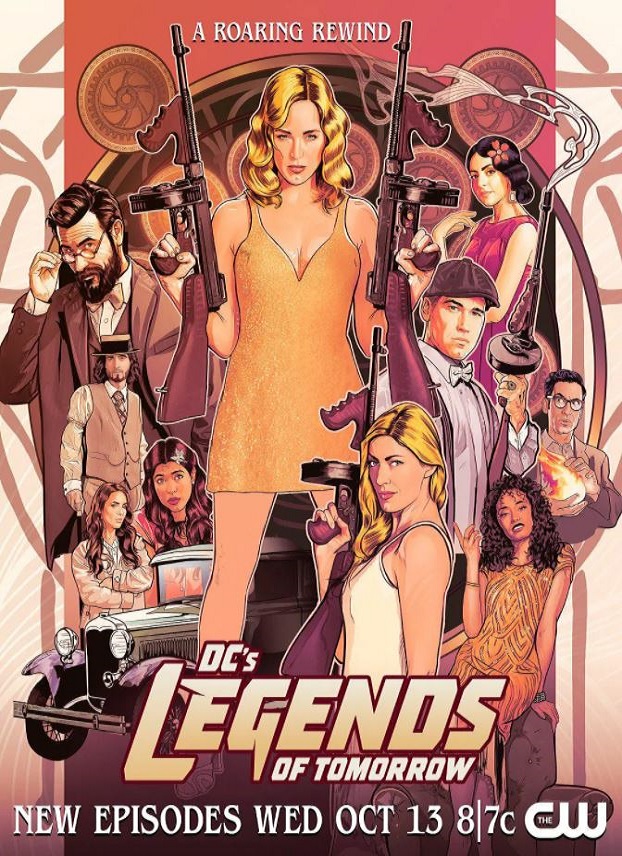 A ROARING REWIND
DC's
LEGENDS
OF TOMORROW
NEW EPISODES WED OCT 13 8|7c THE CW